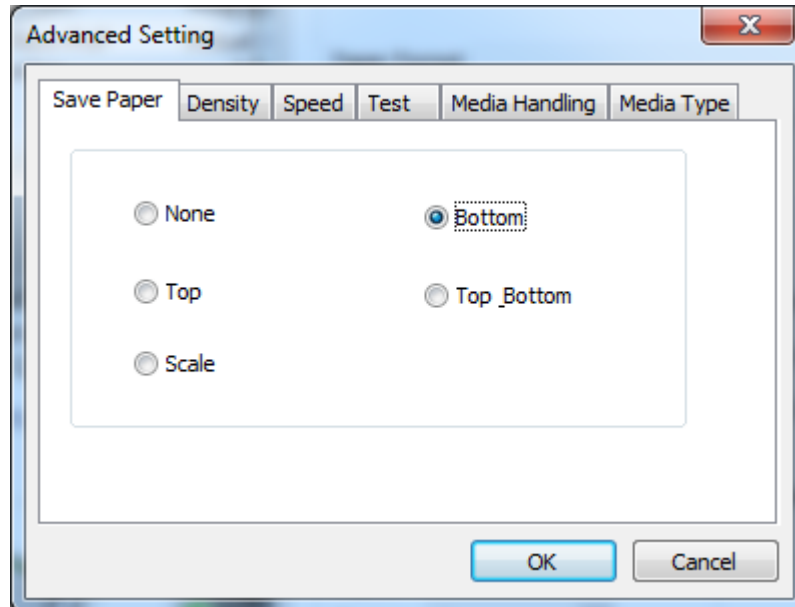 Advanced Setting
Save Paper Density Speed Test Media Handling Media Type
None Bottom
Top Top_Bottom
Scale
OK Cancel